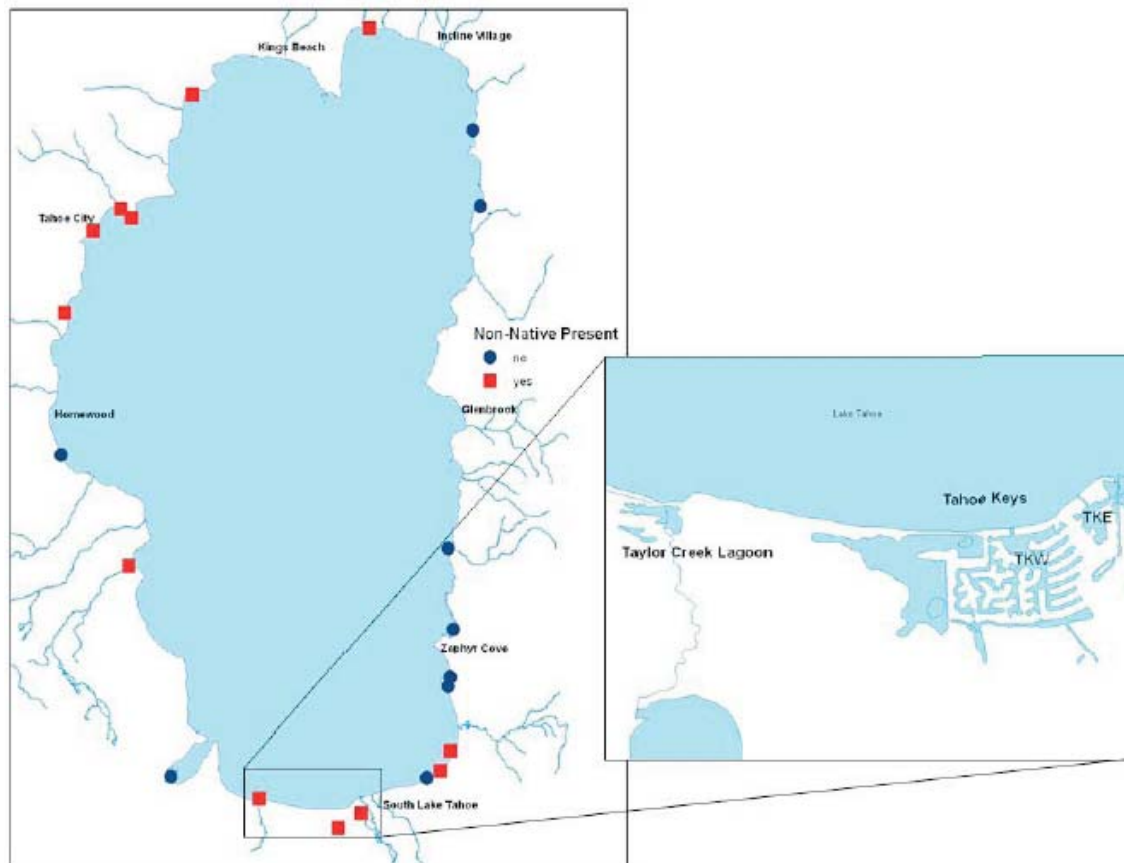 Kings Beach
Incline Village
Tahoe City
Non-Native Present
no
yes
Homewood
Glenbrook
Lake Tahoe
Tahoe Keys
TKE
Taylor Creek Lagoon
TKW
Zephyr Cove
South Lake Tahoe